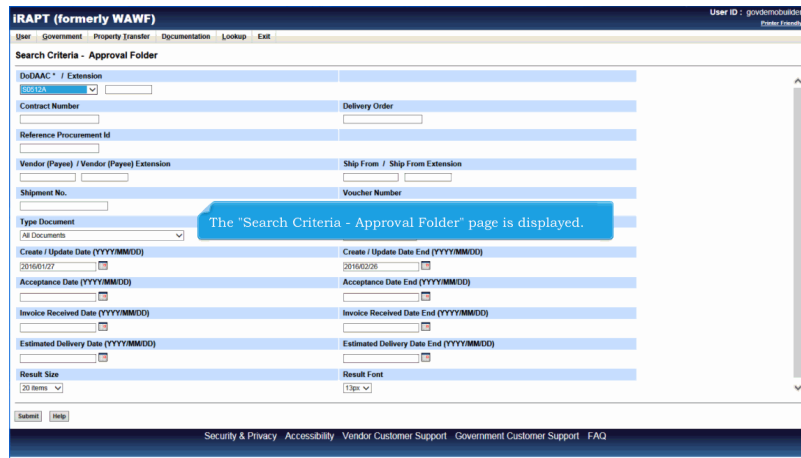 iRAPT (formerly WAWF)
User ID : govdemobuilder
Printer Friendly
User Government Property Transfer Documentation Lookup Exit
Search Criteria - Approval Folder
DoDAAC * / Extension
S0512A
Contract Number Delivery Order
Reference Procurement Id
Vendor (Payee) / Vendor (Payee) Extension Ship From / Ship From Extension
Shipment No. Voucher Number
The "Search Criteria - Approval Folder" page is displayed.
Type Document
All Documents
Create / Update Date (YYYY/MM/DD) Create / Update Date End (YYYY/MM/DD)
2016/01/27 2016/02/26
Acceptance Date (YYYY/MM/DD) Acceptance Date End (YYYY/MM/DD)
Invoice Received Date (YYYY/MM/DD) Invoice Received Date End (YYYY/MM/DD)
Estimated Delivery Date (YYYY/MM/DD) Estimated Delivery Date End (YYYY/MM/DD)
Result Size Result Font
20 items 13px
Submit Help
Security & Privacy Accessibility Vendor Customer Support Government Customer Support FAQ